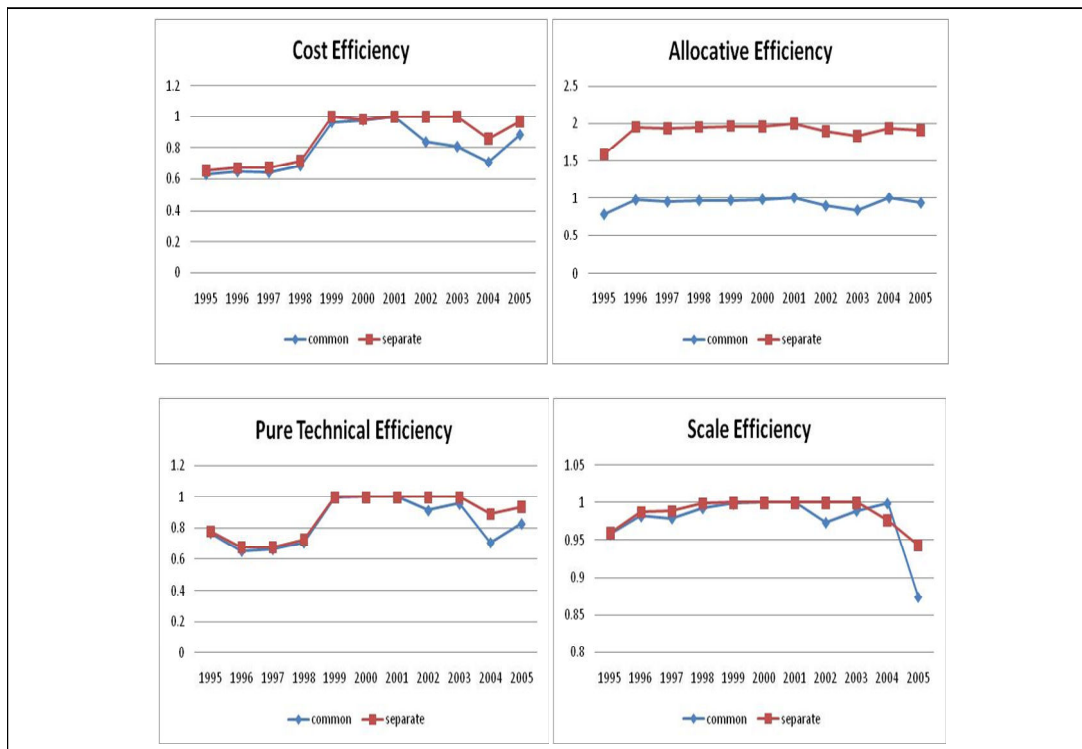 Cost Efficiency
1.2
1
0.8
0.6
0.4
0.2
0
1995 1996 1997 1998 1999 2000 2001 2002 2003 2004 2005
common separate
Allocative Efficiency
2.5
2
1.5
1
0.5
0
1995 1996 1997 1998 1999 2000 2001 2002 2003 2004 2005
common separate
Pure Technical Efficiency
1.2
1
0.8
0.6
0.4
0.2
0
1995 1996 1997 1998 1999 2000 2001 2002 2003 2004 2005
common separate
Scale Efficiency
1.05
1
0.95
0.9
0.85
0.8
1995 1996 1997 1998 1999 2000 2001 2002 2003 2004 2005
common separate